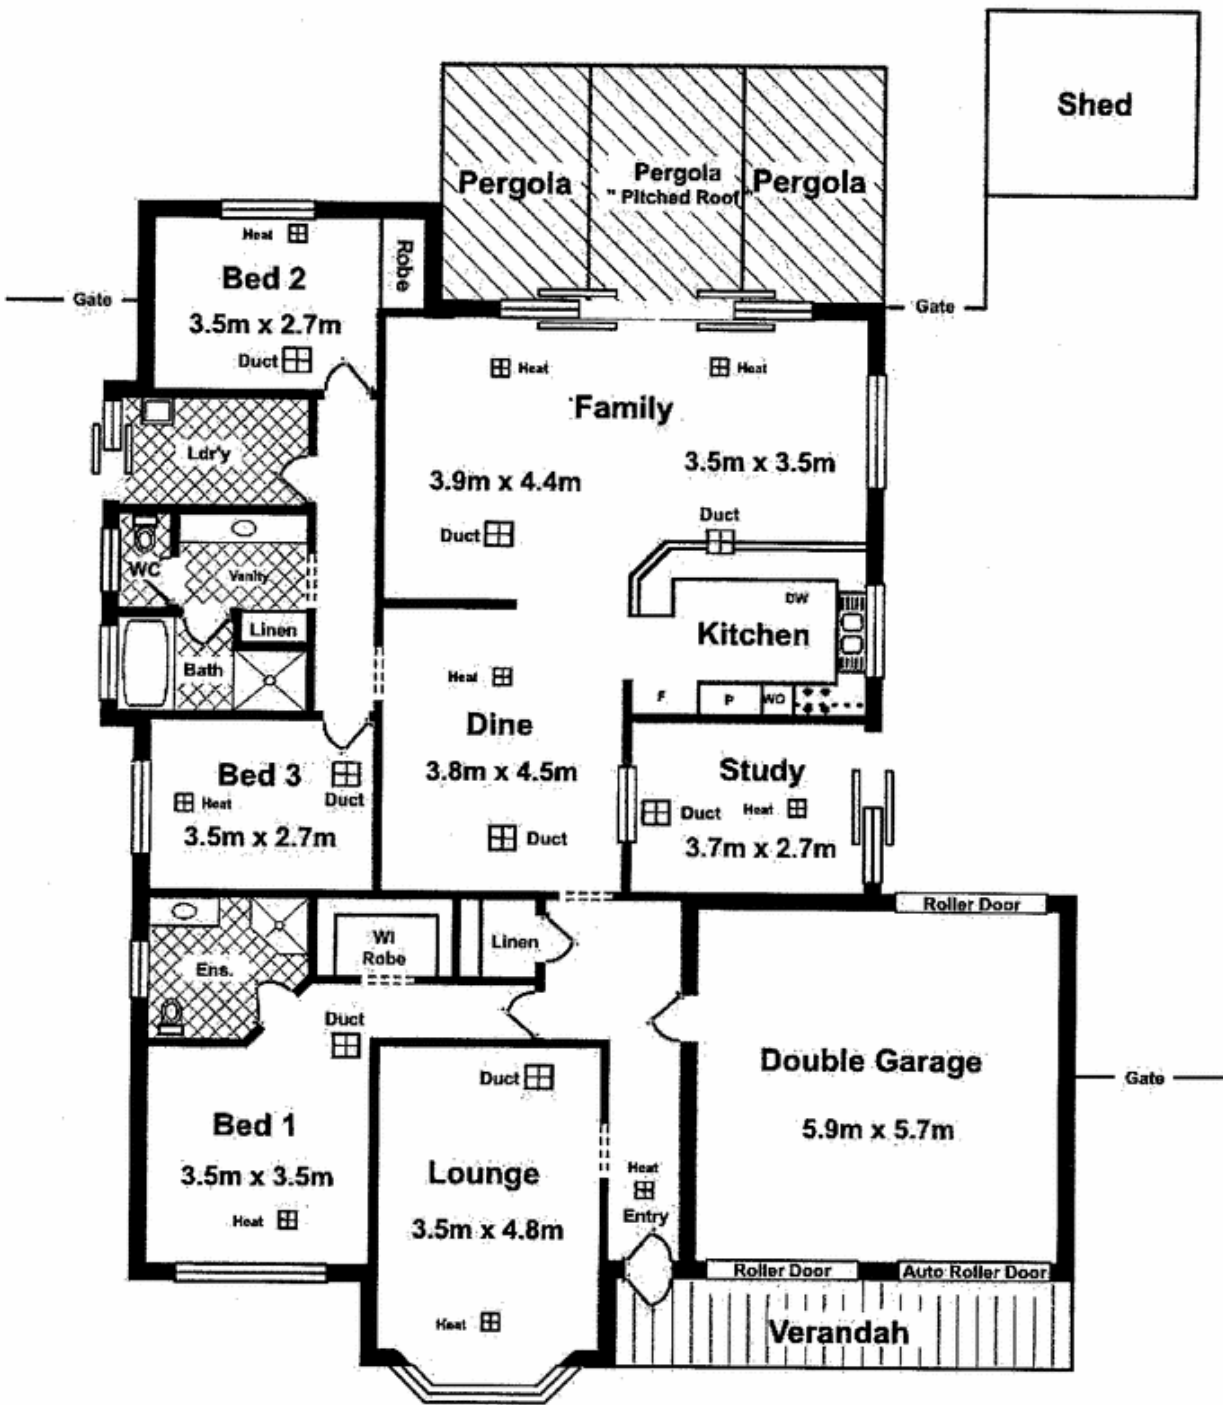 Shed
Pergola
Pergola
" Pitched Roof "
Pergola
Heat
Bed 2
Robe
3.5m x 2.7m
Duct
Gate
Gate
Heat
Heat
Family
3.9m x 4.4m
3.5m x 3.5m
Duct
Duct
Ldr'y
WC
Vanity
Linen
Bath
DW
Kitchen
F
P
WO
Heat
Dine
3.8m x 4.5m
Duct
Bed 3
Heat
Duct
3.5m x 2.7m
Study
Duct
Heat
3.7m x 2.7m
Roller Door
Ens.
WI
Robe
Linen
Duct
Duct
Double Garage
5.9m x 5.7m
Gate
Bed 1
3.5m x 3.5m
Heat
Lounge
3.5m x 4.8m
Heat
Heat
Entry
Roller Door
Auto Roller Door
Verandah